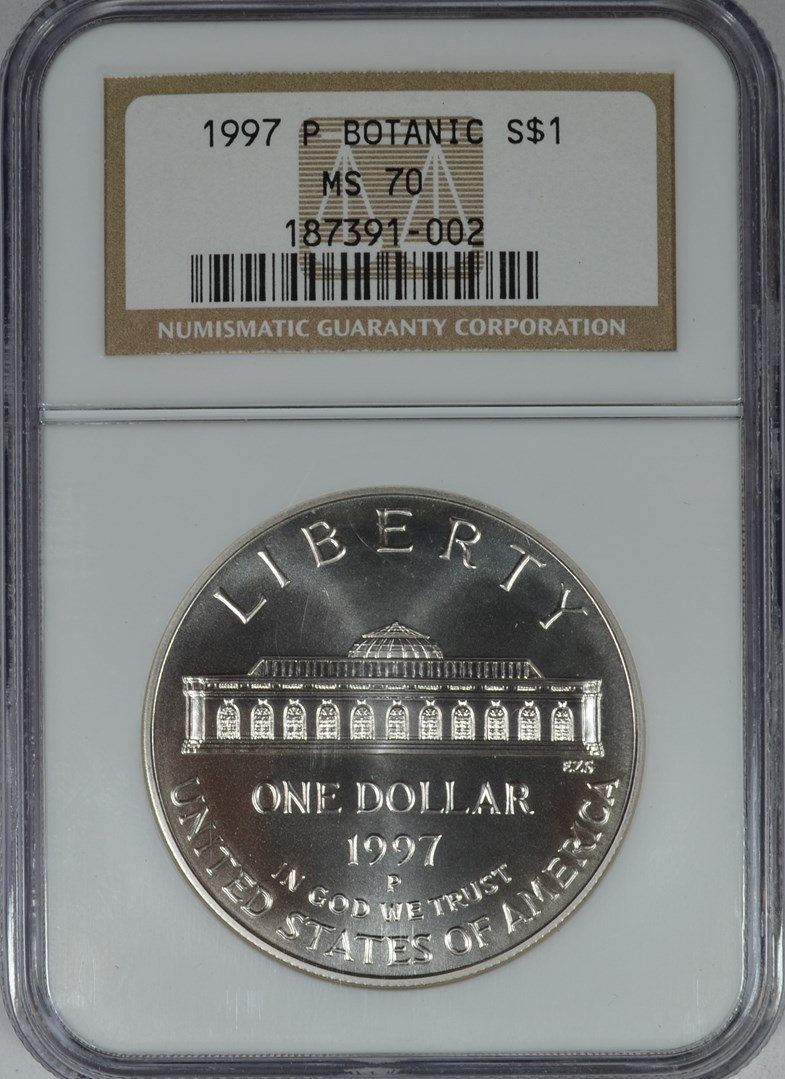 1997 P BOTANIC S$1
MS 70
187391-002
NUMISMATIC GUARANTY CORPORATION
LIBERTY
EZS
ONE DOLLAR
1997
P
IN GOD WE TRUST
UNITED STATES OF AMERICA